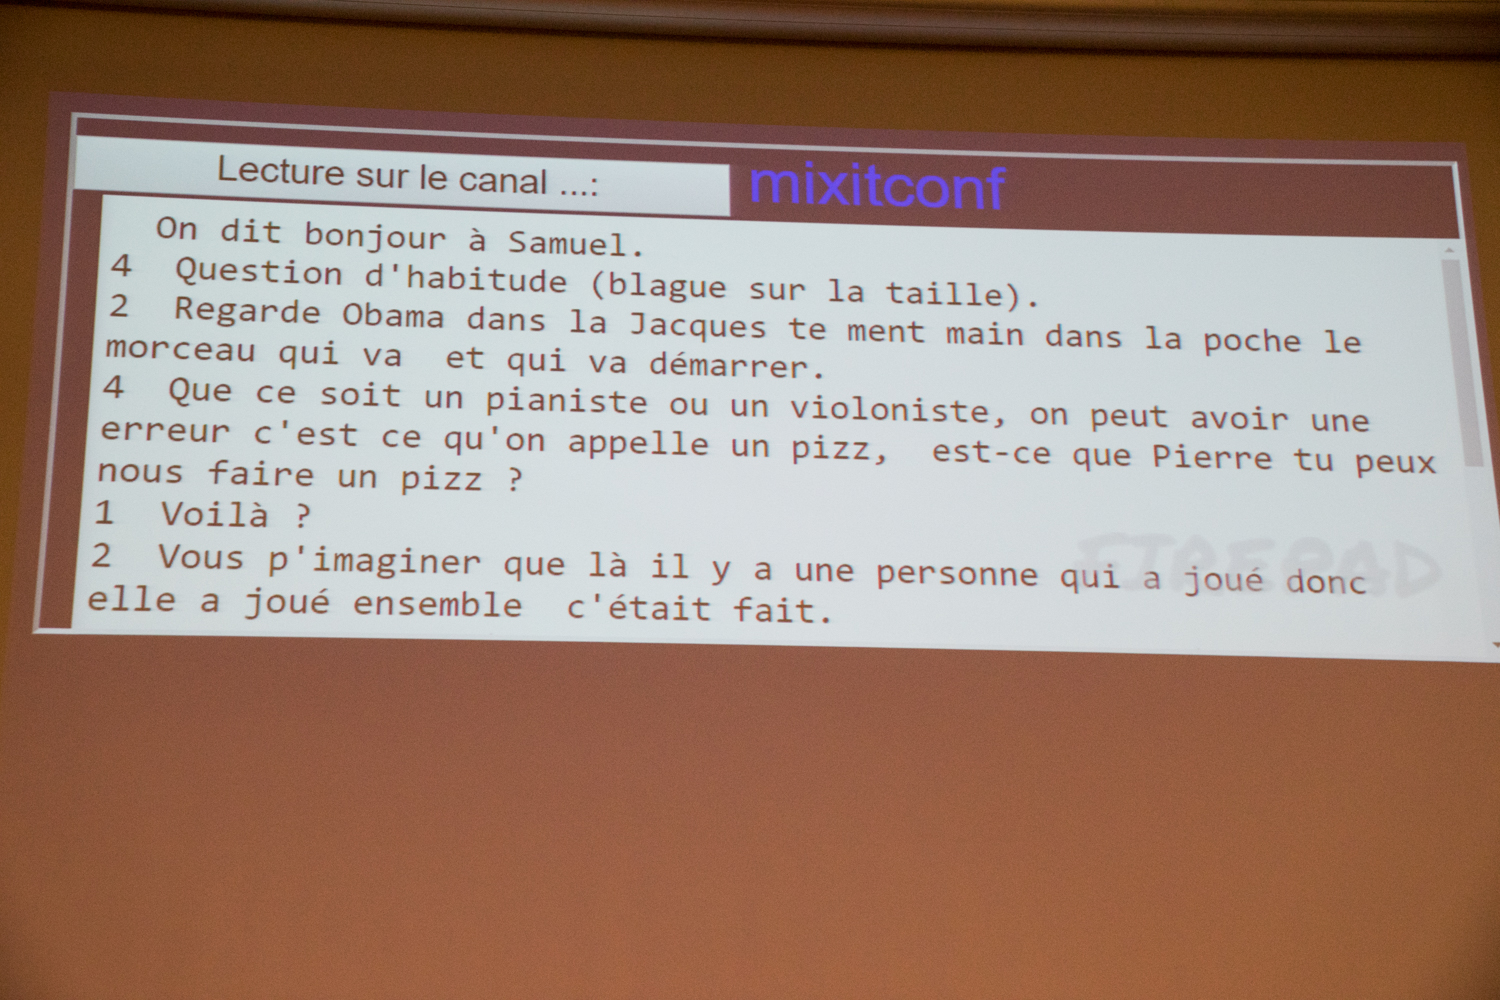 Lecture sur le canal ...:
mixitconf
On dit bonjour à Samuel.
4 Question d'habitude (blague sur la taille).
2 Regarde Obama dans la Jacques te ment main dans la poche le
morceau qui va et qui va démarrer.
4 Que ce soit un pianiste ou un violoniste, on peut avoir une
erreur c'est ce qu'on appelle un pizz, est-ce que Pierre tu peux
nous faire un pizz ?
1 Voilà ?
2 Vous p'imaginer que là il y a une personne qui a joué donc
elle a joué ensemble c'était fait.
FIREPAD